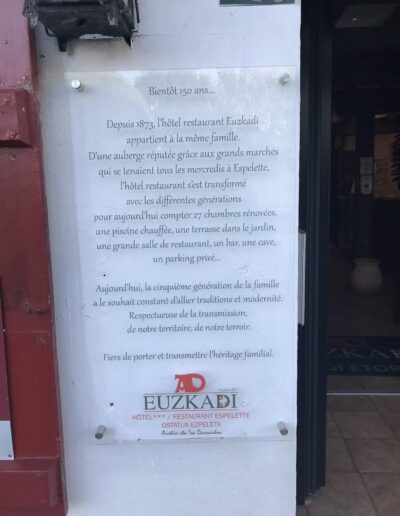 Bientôt 150 ans...
Depuis 1873, l'hôtel restaurant Euzkadi
appartient à la même famille.
D'une auberge réputée grâce aux grands marchés
qui se tenaient tous les mercredis à Espelette,
l'hôtel restaurant s'est transformé
avec les différentes générations
pour aujourd'hui compter 27 chambres rénovées,
une piscine chauffée, une terrasse dans le jardin,
une grande salle de restaurant, un bar, une cave,
un parking privé...
Aujourd'hui, la cinquième génération de la famille
a le souhait constant d'allier traditions et modernité.
Respectueuse de la transmission,
de notre territoire, de notre terroir.
Fiers de porter et transmettre l'héritage familial.
AD
Depuis 1873
EUZKADI
HÔTEL*** / RESTAURANT ESPELETTE
OSTATUA EZPELETA
Darraidou
UZKADI